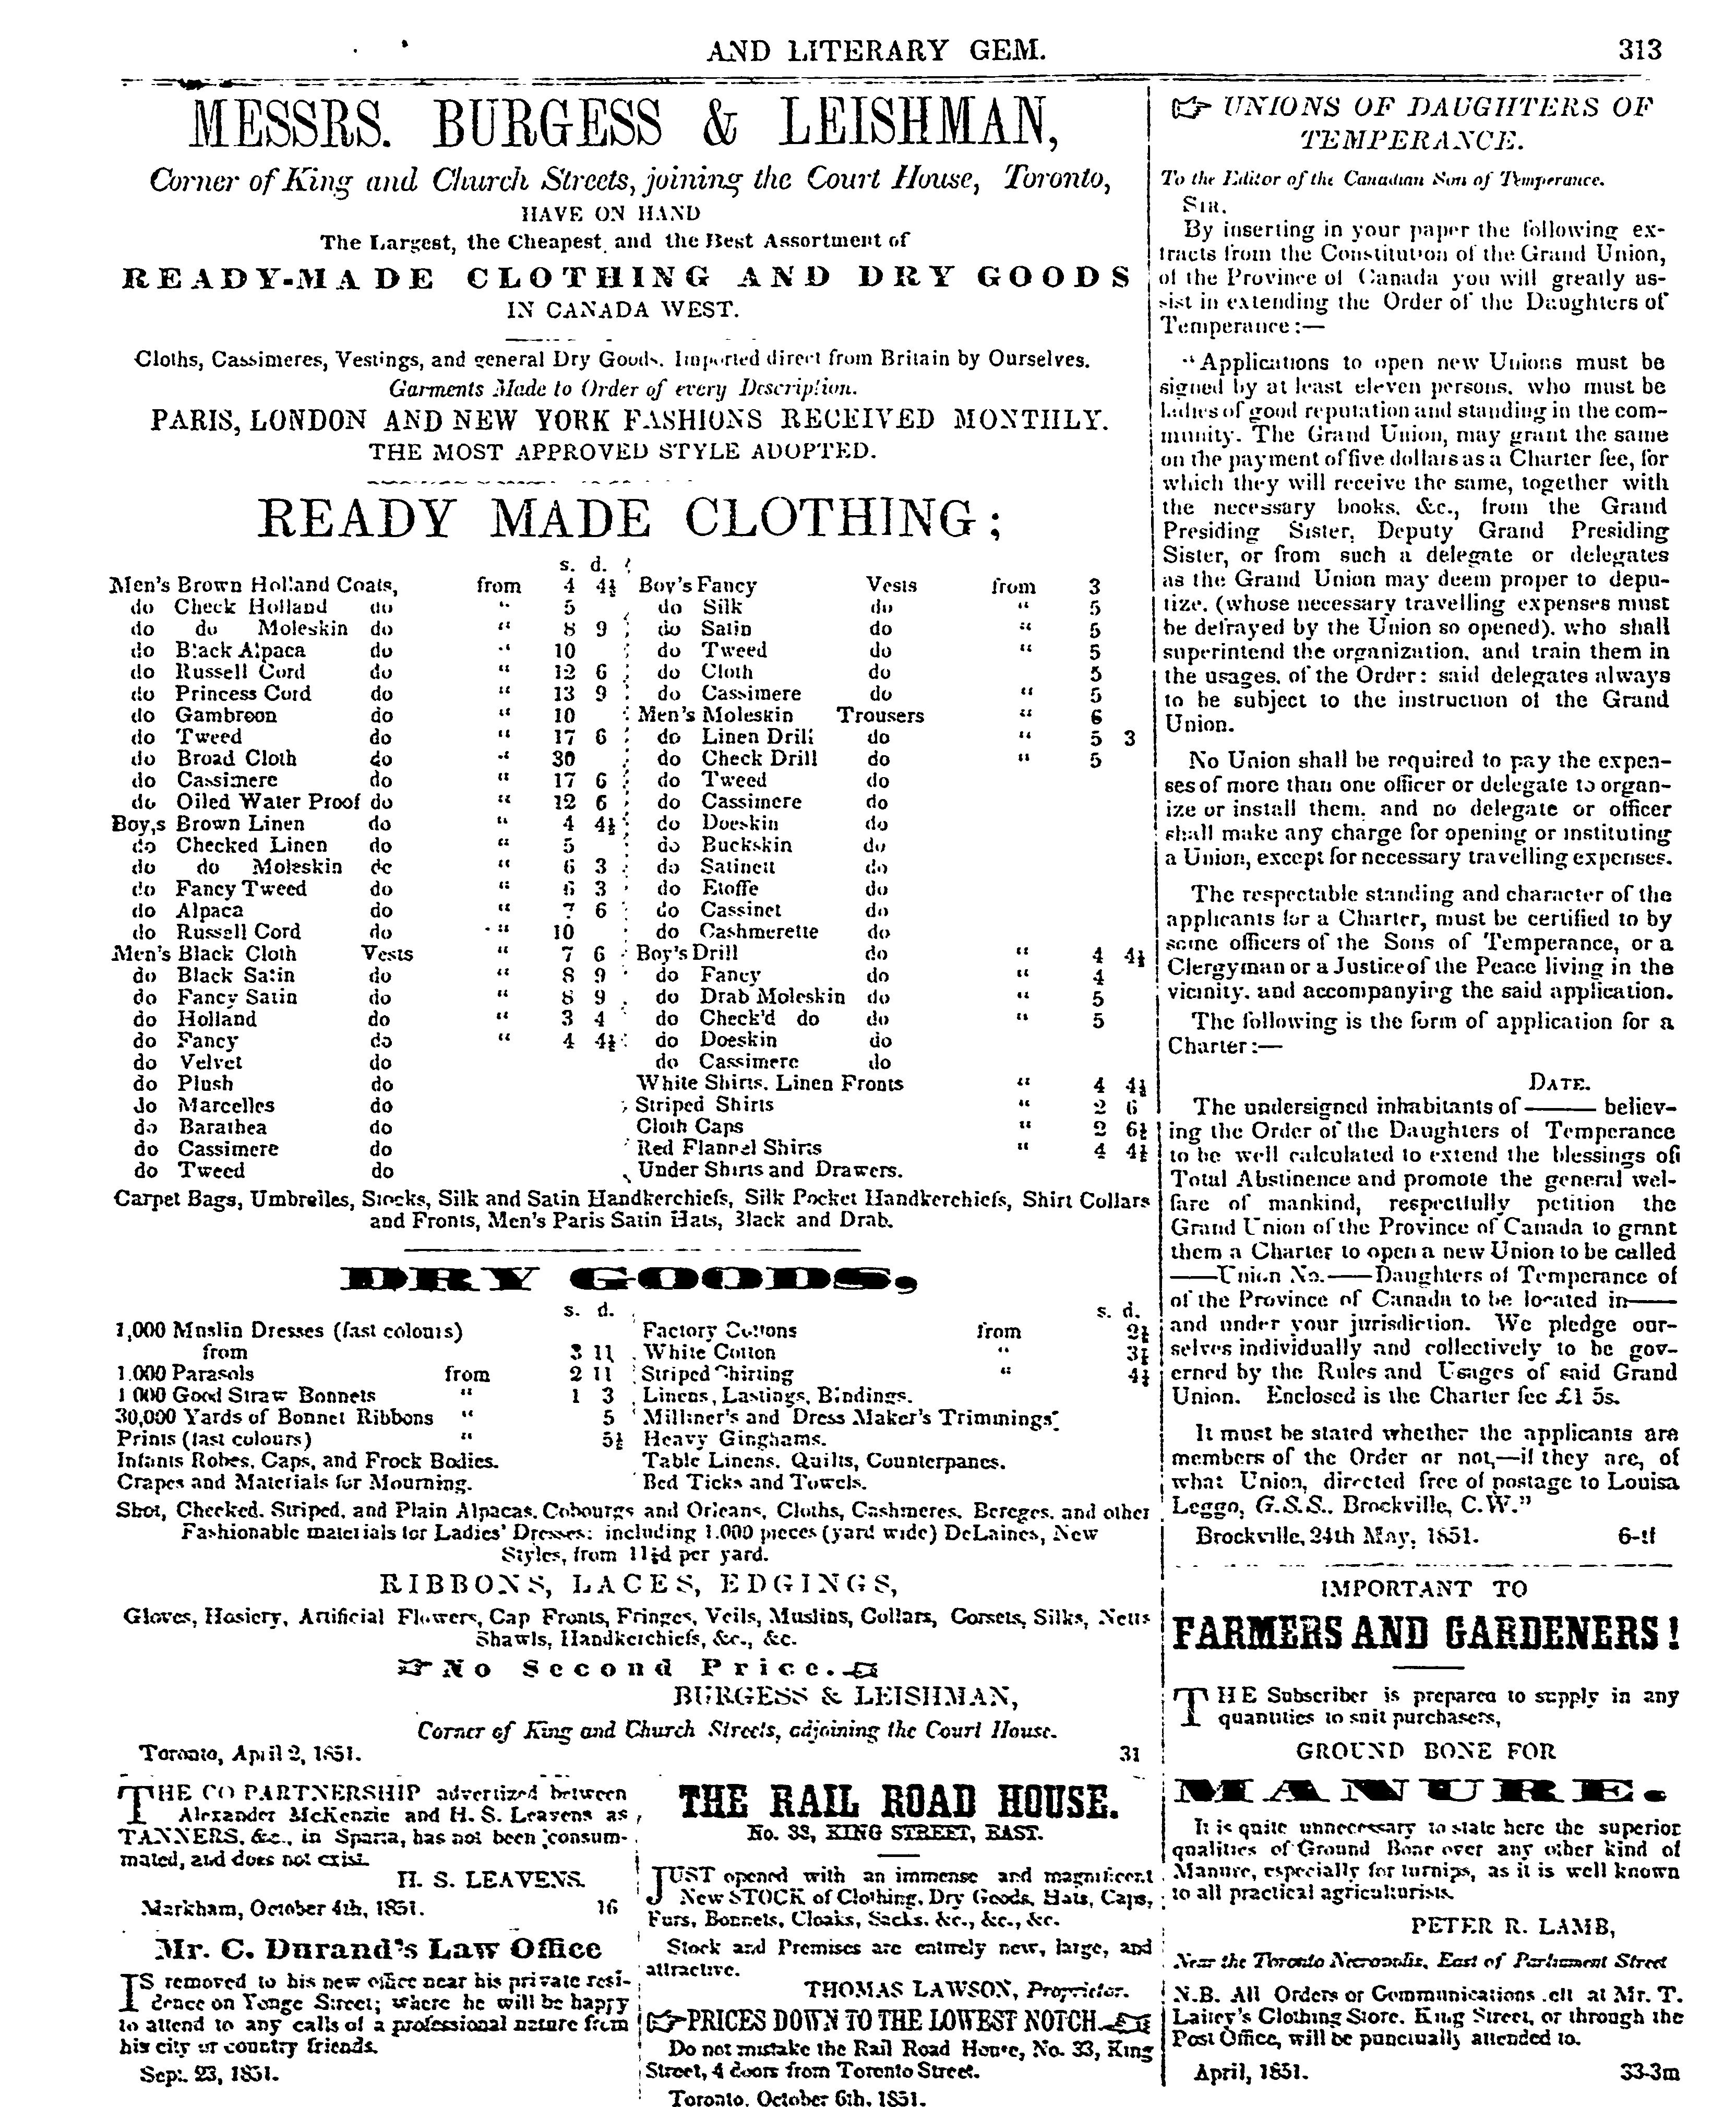 AND LITERARY GEM.
313
MESSRS. BURGESS & LEISHMAN,
Corner of King and Church Streets, joining the Court House, Toronto,
HAVE ON HAND
The Largest, the Cheapest and the Best Assortment of
READY-MADE CLOTHING AND DRY GOODS
IN CANADA WEST.
Cloths, Cassimeres, Vestings, and general Dry Goods. Imported direct from Britain by Ourselves.
Garments Made to Order of every Description.
PARIS, LONDON AND NEW YORK FASHIONS RECEIVED MONTHLY.
THE MOST APPROVED STYLE ADOPTED.
READY MADE CLOTHING;
s. d.
Men's Brown Holland Coats, from 4 4½
do Check Holland do " 5
do do Moleskin do " 8 9
do Black Alpaca do " 10
do Russell Cord do " 12 6
do Princess Cord do " 13 9
do Gambroon do " 10
do Tweed do " 17 6
do Broad Cloth do " 30
do Cassimere do " 17 6
do Oiled Water Proof do " 12 6
Boy,s Brown Linen do " 4 4½
do Checked Linen do " 5
do do Moleskin do " 6 3
do Fancy Tweed do " 6 3
do Alpaca do " 7 6
do Russell Cord do " 10
Men's Black Cloth Vests " 7 6
do Black Satin do " 8 9
do Fancy Satin do " 8 9
do Holland do " 3 4
do Fancy do " 4 4½
do Velvet do
do Plush do
do Marcelles do
do Barathea do
do Cassimere do
do Tweed do
Boy's Fancy Vests from 3
do Silk do " 5
do Satin do " 5
do Tweed do " 5
do Cloth do 5
do Cassimere do " 5
Men's Moleskin Trousers " 6
do Linen Drill do " 5 3
do Check Drill do " 5
do Tweed do
do Cassimere do
do Doeskin do
do Buckskin do
do Satinett do
do Etoffe do
do Cassinet do
do Cashmerette do
Boy's Drill do " 4 4½
do Fancy do " 4
do Drab Moleskin do " 5
do Check'd do do " 5
do Doeskin do
do Cassimere do
White Shirts, Linen Fronts " 4 4½
Striped Shirts " 2 6
Cloth Caps " 2 6½
Red Flannel Shirts " 4 4½
Under Shirts and Drawers.
Carpet Bags, Umbrelles, Stocks, Silk and Satin Handkerchiefs, Silk Pocket Handkerchiefs, Shirt Collars
and Fronts, Men's Paris Satin Hats, Black and Drab.
DRY GOODS,
s. d.
1,000 Muslin Dresses (fast colours)
from 3 11
1.000 Parasols from 2 11
1 000 Good Straw Bonnets " 1 3
30,000 Yards of Bonnet Ribbons " 5
Prints (fast colours) " 5½
Infants Robes, Caps, and Frock Bodies.
Crapes and Materials for Mourning.
s. d.
Factory Cottons from 2½
White Cotton " 3½
Striped Shirting " 4½
Linens, Lastings, Bindings.
Milliner's and Dress Maker's Trimmings.
Heavy Ginghams.
Table Linens, Quilts, Counterpanes.
Bed Ticks and Towels.
Shot, Checked, Striped, and Plain Alpacas, Cobourgs and Orleans, Cloths, Cashmeres, Bereges, and other
Fashionable materials for Ladies' Dresses: including 1.000 pieces (yard wide) DeLaines, New
Styles, from 11½d per yard.
RIBBONS, LACES, EDGINGS,
Gloves, Hosiery, Artificial Flowers, Cap Fronts, Fringes, Veils, Muslins, Collars, Corsets, Silks, Netts
Shawls, Handkerchiefs, &c., &c.
☞No Second Price.☜
BURGESS & LEISHMAN,
Corner of King and Church Streets, adjoining the Court House.
Toronto, April 2, 1851. 31
THE CO PARTNERSHIP advertized between
Alexander McKenzie and H. S. Leavens as
TANNERS, &c., in Sparta, has not been consum-
mated, and does not exist.
H. S. LEAVENS.
Markham, October 4th, 1851. 16
Mr. C. Durand's Law Office
IS removed to his new office near his private resi-
dence on Yonge Street; where he will be happy
to attend to any calls of a professional nature from
his city or country friends.
Sept. 23, 1851.
THE RAIL ROAD HOUSE.
No. 33, KING STREET, EAST.
JUST opened with an immense and magnificent
New STOCK of Clothing, Dry Goods, Hats, Caps,
Furs, Bonnets, Cloaks, Sacks, &c., &c., &c.
Stock and Premises are entirely new, large, and
attractive.
THOMAS LAWSON, Proprietor.
☞PRICES DOWN TO THE LOWEST NOTCH☜
Do not mistake the Rail Road House, No. 33, King
Street, 4 doors from Toronto Street.
Toronto, October 6th, 1851.
☞ UNIONS OF DAUGHTERS OF
TEMPERANCE.
To the Editor of the Canadian Son of Temperance.
SIR,
By inserting in your paper the following ex-
tracts from the Constitution of the Grand Union,
of the Province of Canada you will greatly as-
sist in extending the Order of the Daughters of
Temperance:—
"Applications to open new Unions must be
signed by at least eleven persons, who must be
ladies of good reputation and standing in the com-
munity. The Grand Union, may grant the same
on the payment of five dollars as a Charter fee, for
which they will receive the same, together with
the necessary books, &c., from the Grand
Presiding Sister, Deputy Grand Presiding
Sister, or from such a delegate or delegates
as the Grand Union may deem proper to depu-
tize, (whose necessary travelling expenses must
be defrayed by the Union so opened), who shall
superintend the organization, and train them in
the usages, of the Order: said delegates always
to be subject to the instruction of the Grand
Union.
No Union shall be required to pay the expen-
ses of more than one officer or delegate to organ-
ize or install them, and no delegate or officer
shall make any charge for opening or instituting
a Union, except for necessary travelling expenses.
The respectable standing and character of the
applicants for a Charter, must be certified to by
some officers of the Sons of Temperance, or a
Clergyman or a Justice of the Peace living in the
vicinity, and accompanying the said application.
The following is the form of application for a
Charter:—
DATE.
The undersigned inhabitants of —— believ-
ing the Order of the Daughters of Temperance
to be well calculated to extend the blessings of
Total Abstinence and promote the general wel-
fare of mankind, respectfully petition the
Grand Union of the Province of Canada to grant
them a Charter to open a new Union to be called
——Union No.——Daughters of Temperance of
of the Province of Canada to be located in——
and under your jurisdiction. We pledge our-
selves individually and collectively to be gov-
erned by the Rules and Usages of said Grand
Union. Enclosed is the Charter fee £1 5s.
It must be stated whether the applicants are
members of the Order or not,—if they are, of
what Union, directed free of postage to Louisa
Leggo, G.S.S., Brockville, C.W."
Brockville, 24th May, 1851. 6-tf
IMPORTANT TO
FARMERS AND GARDENERS!
THE Subscriber is prepared to supply in any
quantities to suit purchasers,
GROUND BONE FOR
MANURE.
It is quite unnecessary to state here the superior
qualities of Ground Bone over any other kind of
Manure, especially for turnips, as it is well known
to all practical agriculturists.
PETER R. LAMB,
Near the Toronto Necropolis, East of Parliament Street
N.B. All Orders or Communications left at Mr. T.
Lailey's Clothing Store, King Street, or through the
Post Office, will be punctually attended to.
April, 1851. 33-3m